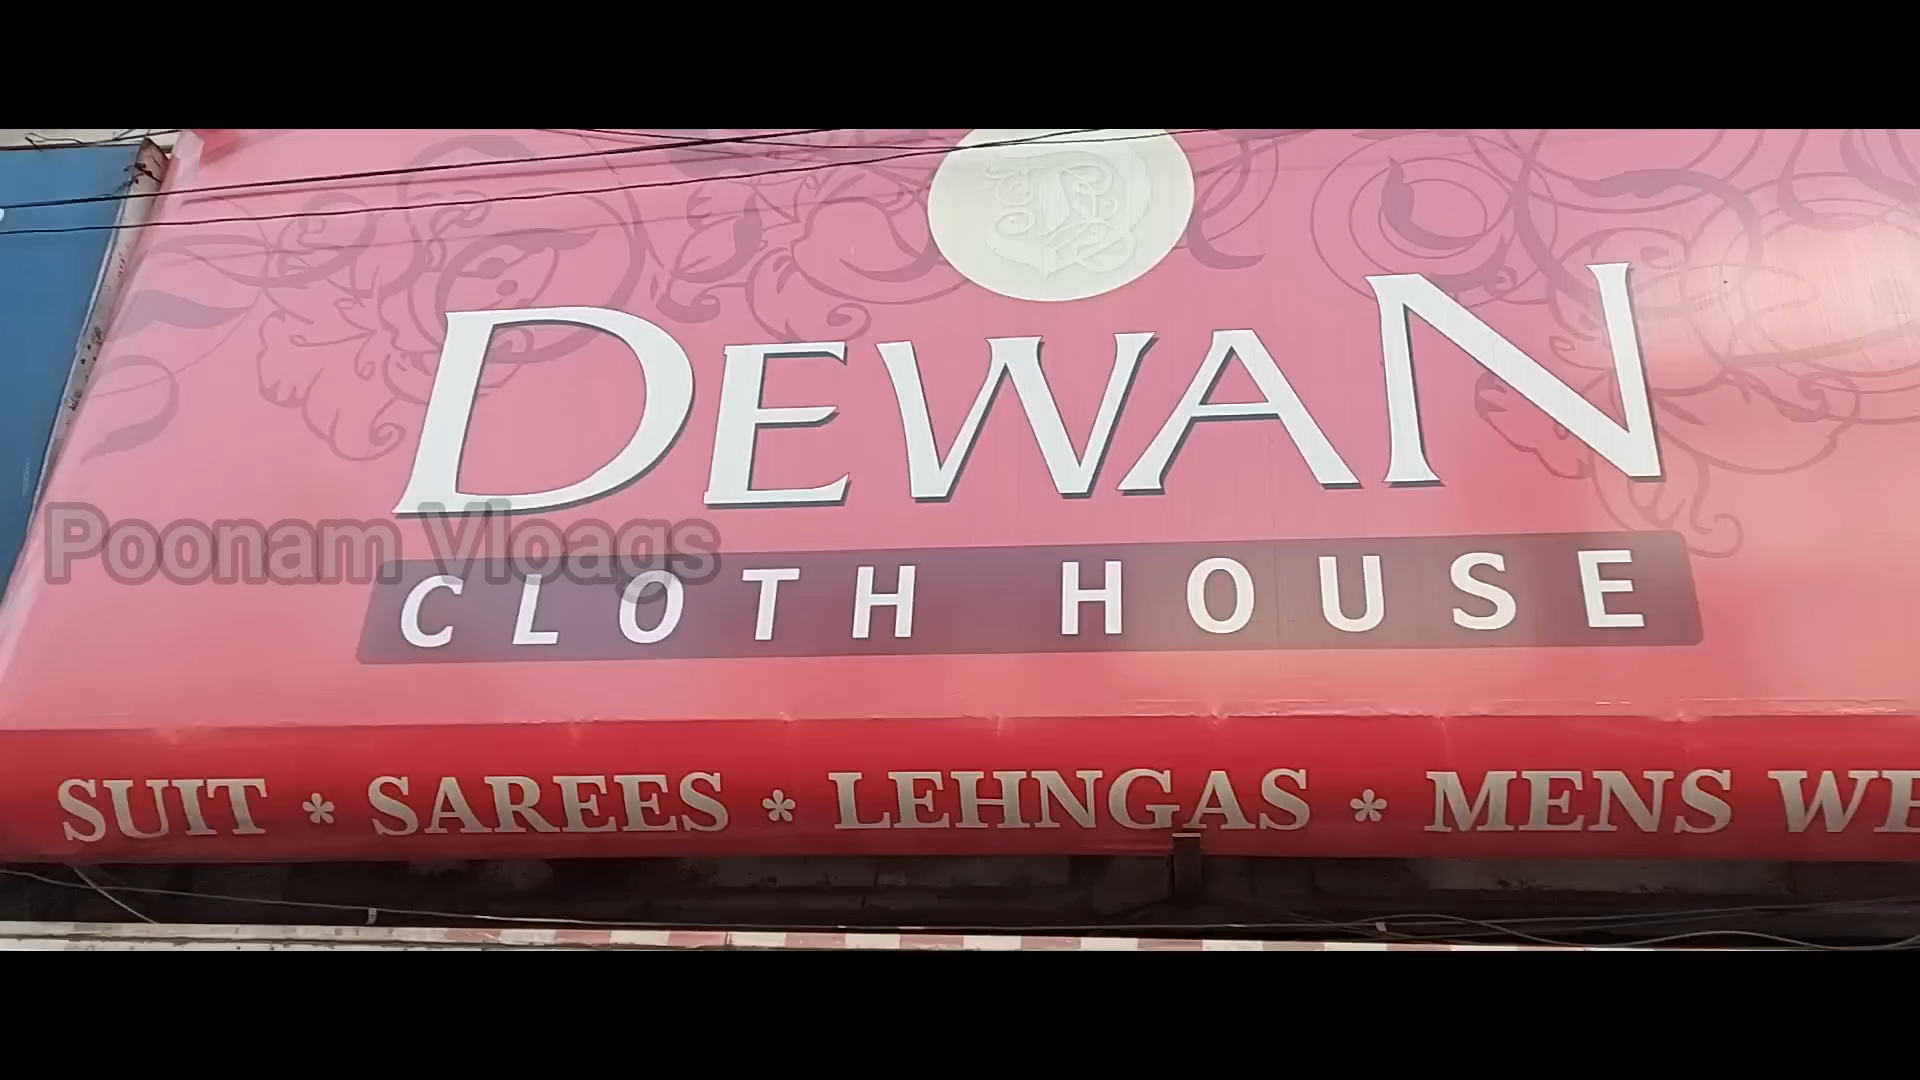 DEWAN
Poonam Vloags
CLOTH HOUSE
SUIT * SAREES * LEHNGAS * MENS